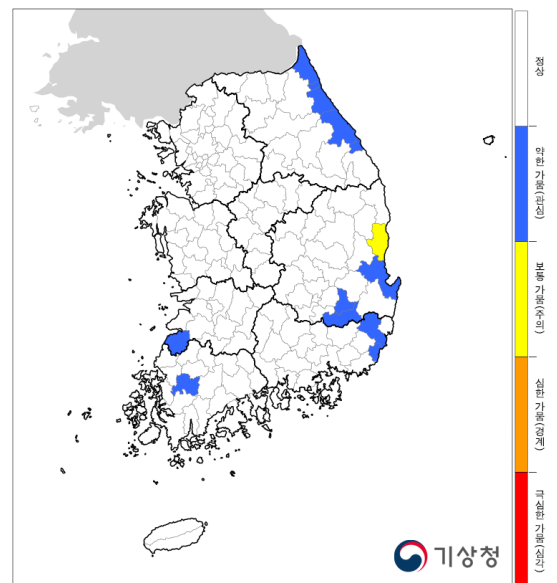 정상
약한 가뭄(관심)
보통 가뭄(주의)
심한 가뭄(경계)
극심한 가뭄(심각)
기상청